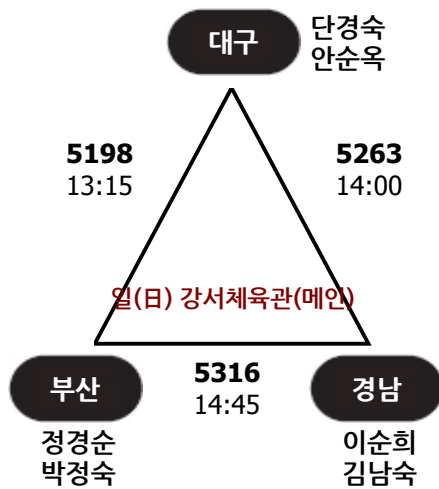 대구
단경숙
안순옥
5198
13:15
5263
14:00
일(日) 강서체육관(메인)
부산
5316
14:45
경남
정경순
박정숙
이순희
김남숙